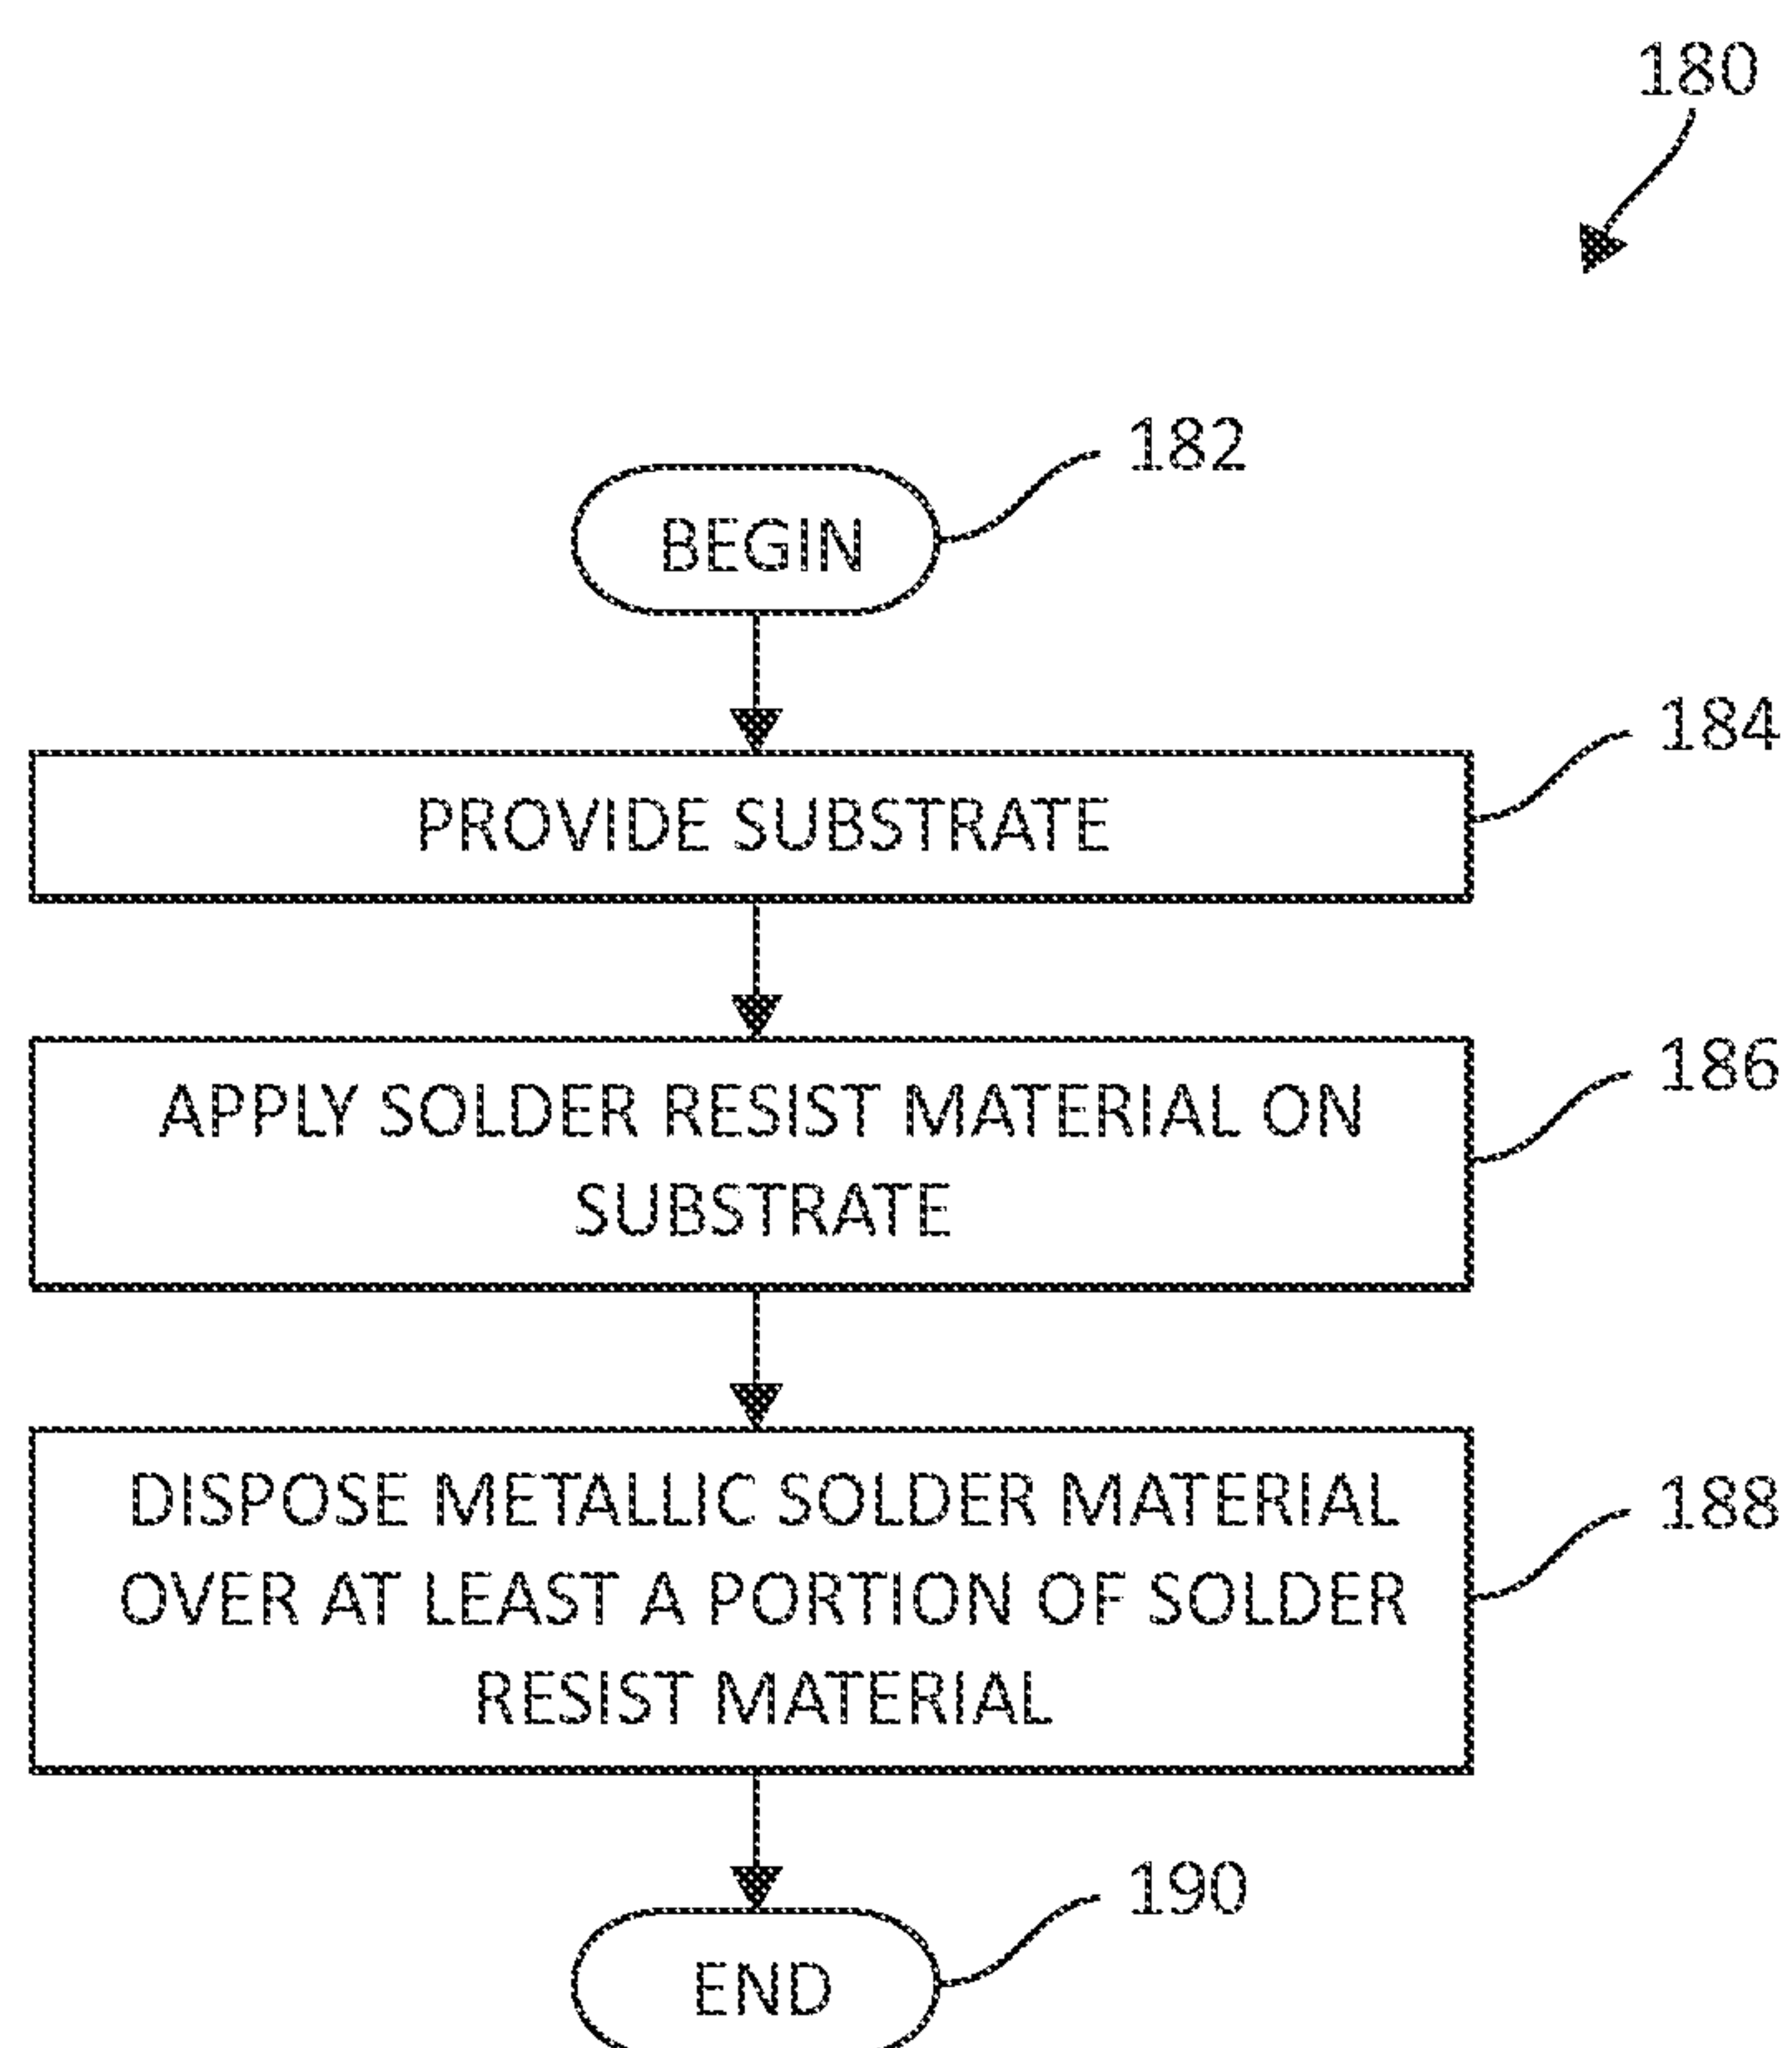 180
182
BEGIN
184
PROVIDE SUBSTRATE
186
APPLY SOLDER RESIST MATERIAL ON
SUBSTRATE
188
DISPOSE METALLIC SOLDER MATERIAL
OVER AT LEAST A PORTION OF SOLDER
RESIST MATERIAL
190
END